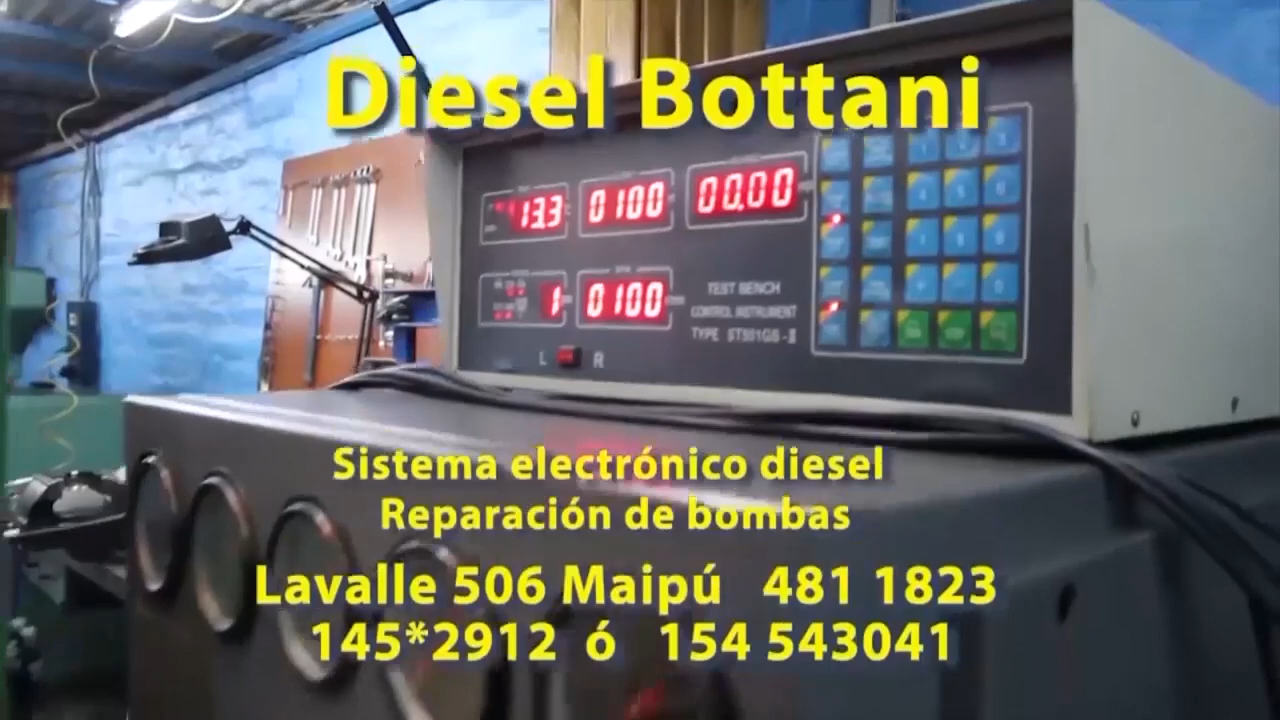 Diesel Bottani
13.3 0100 00.00
1 0100
TEST BENCH
CONTROL INSTRUMENT
TYPE
L R
Sistema electrónico diesel
Reparación de bombas
Lavalle 506 Maipú 481 1823
145*2912 ó 154 543041